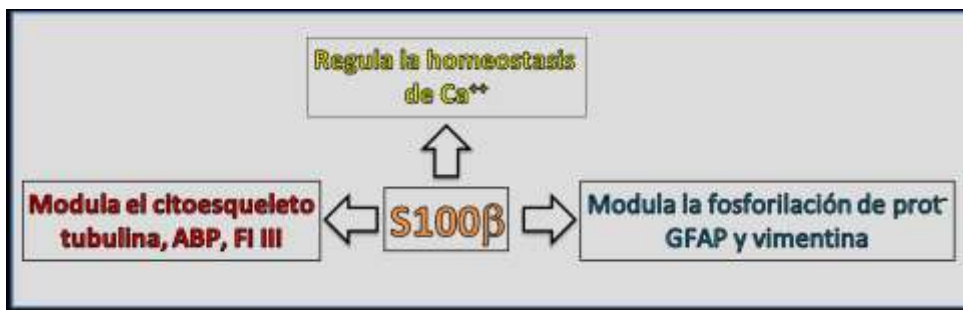 Regula la homeostasis
de Ca⁺⁺
Modula el citoesqueleto
tubulina, ABP, FI III
S100β
Modula la fosforilación de prot⁻
GFAP y vimentina